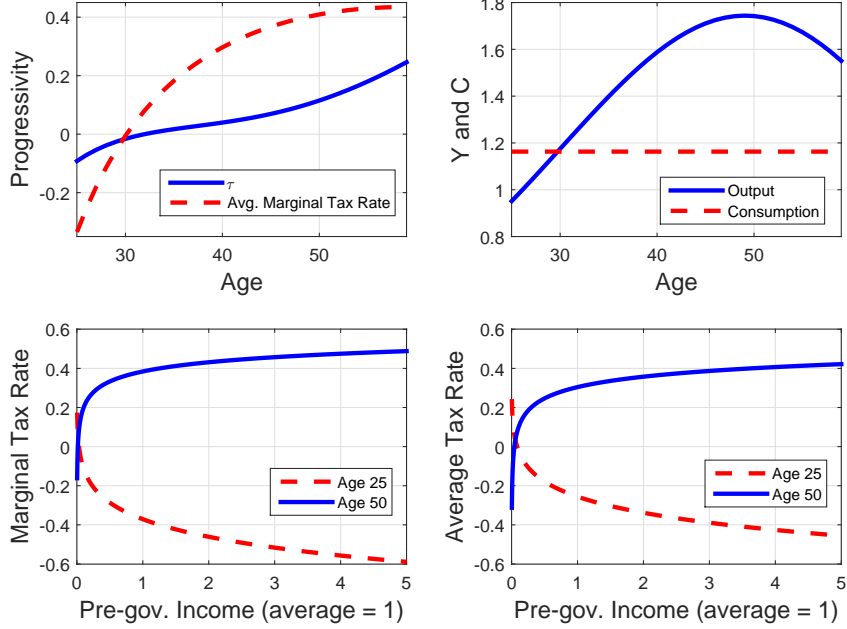 Progressivity
0.4
0.2
0
-0.2
τ
Avg. Marginal Tax Rate
30
40
50
Age
Y and C
1.8
1.6
1.4
1.2
1
0.8
Output
Consumption
30
40
50
Age
Marginal Tax Rate
0.6
0.4
0.2
0
-0.2
-0.4
-0.6
Age 25
Age 50
0
1
2
3
4
5
Pre-gov. Income (average = 1)
Average Tax Rate
0.6
0.4
0.2
0
-0.2
-0.4
-0.6
Age 25
Age 50
0
1
2
3
4
5
Pre-gov. Income (average = 1)